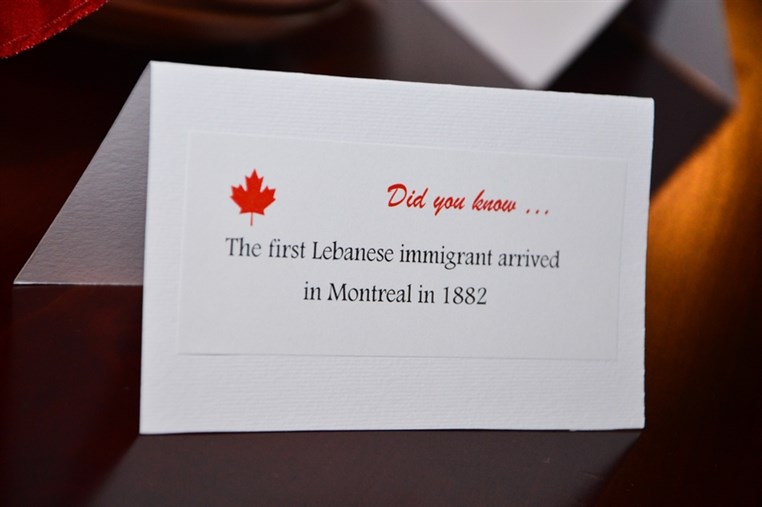 Did you know ...
The first Lebanese immigrant arrived
in Montreal in 1882